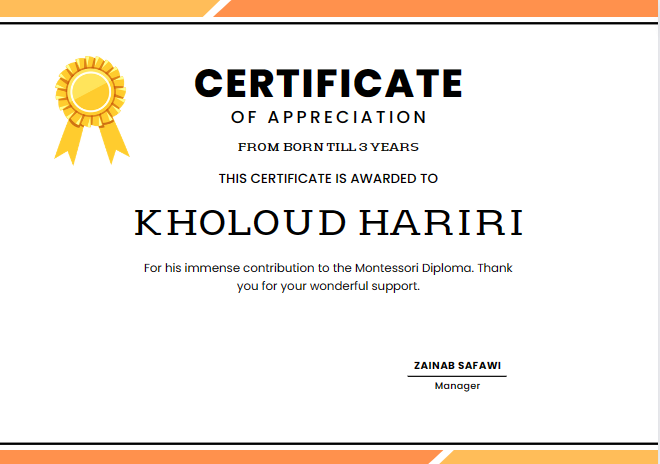 CERTIFICATE
OF APPRECIATION
FROM BORN TILL 3 YEARS
THIS CERTIFICATE IS AWARDED TO
KHOLOUD HARIRI
For his immense contribution to the Montessori Diploma. Thank
you for your wonderful support.
ZAINAB SAFAWI
Manager